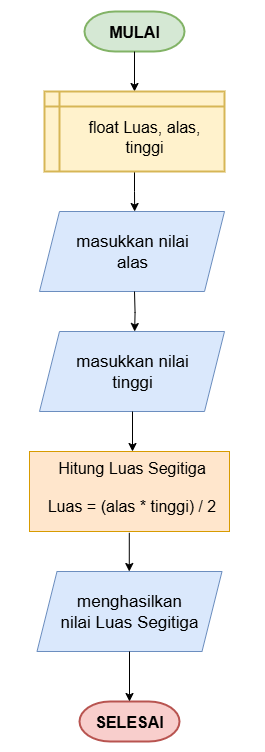 MULAI
float Luas, alas,
tinggi
masukkan nilai
alas
masukkan nilai
tinggi
Hitung Luas Segitiga
Luas = (alas * tinggi) / 2
menghasilkan
nilai Luas Segitiga
SELESAI